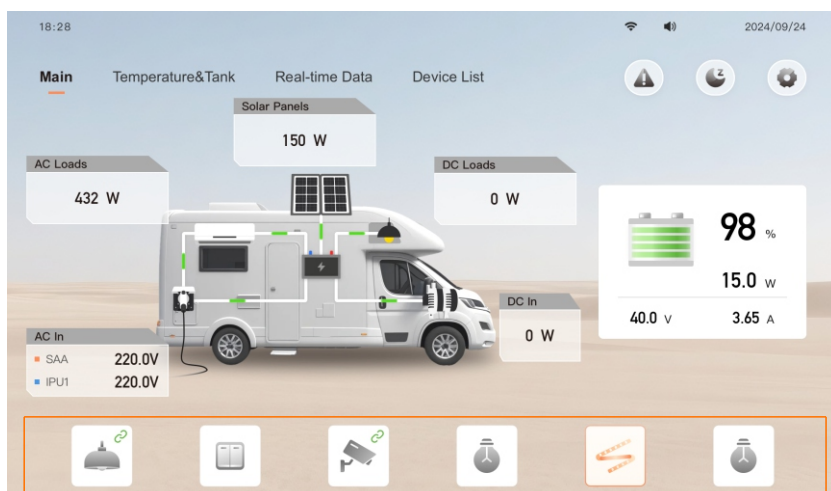 18:28
2024/09/24
Main
Temperature&Tank
Real-time Data
Device List
z
Solar Panels
150 W
AC Loads
432 W
DC Loads
0 W
98 %
15.0 W
40.0 V
3.65 A
DC In
0 W
AC In
SAA 220.0V
IPU1 220.0V